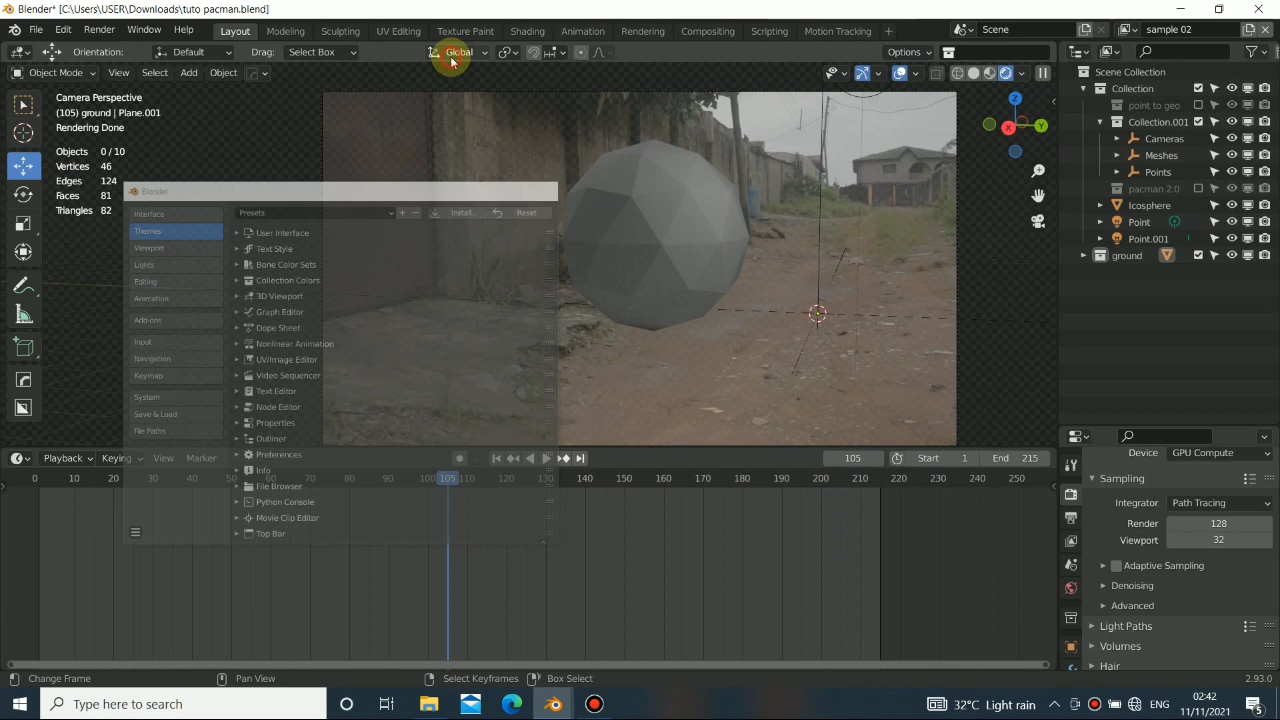 Blender* [C:\Users\USER\Downloads\tuto pacman.blend]
File Edit Render Window Help Layout Modeling Sculpting UV Editing Texture Paint Shading Animation Rendering Compositing Scripting Motion Tracking + Scene sample 02
Orientation: Default Drag: Select Box Global Options
Object Mode View Select Add Object
Camera Perspective
(105) ground | Plane.001
Rendering Done
Objects 0/10
Vertices 46
Edges 124
Faces 81
Triangles 82
Z
Y
X
Blender
Interface
Themes
Viewport
Lights
Editing
Animation
Add-ons
Input
Navigation
Keymap
System
Save & Load
File Paths
Presets Install... Reset
User Interface
Text Style
Bone Color Sets
Collection Colors
3D Viewport
Graph Editor
Dope Sheet
Nonlinear Animation
UV/Image Editor
Video Sequencer
Text Editor
Node Editor
Properties
Outliner
Preferences
Info
File Browser
Python Console
Movie Clip Editor
Top Bar
Scene Collection
Collection
point to geo
Collection.001
Cameras
Meshes
Points
pacman 2.0
Icosphere
Point
Point.001
ground
Playback Keying View Marker 105 Start 1 End 215
0 10 20 30 40 50 60 70 80 90 100 105 110 120 130 140 150 160 170 180 190 200 210 220 230 240 250
Device GPU Compute
Sampling
Integrator Path Tracing
Render 128
Viewport 32
Adaptive Sampling
Denoising
Advanced
Light Paths
Volumes
Hair
Change Frame Pan View Select Keyframes Box Select 2.93.0
Type here to search 32°C Light rain ENG 02:42
11/11/2021 5